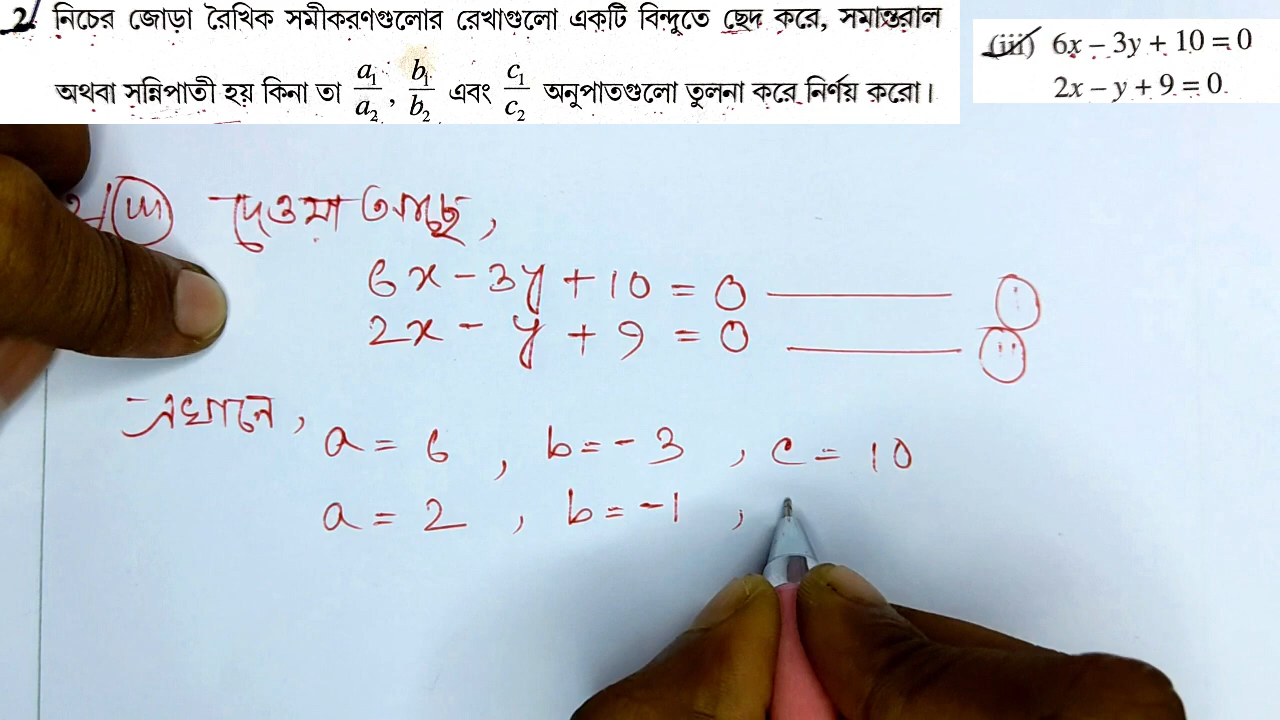 2. নিচের জোড়া রৈখিক সমীকরণগুলোর রেখাগুলো একটি বিন্দুতে ছেদ করে, সমান্তরাল
অথবা সন্নিপাতী হয় কিনা তা a₁/a₂, b₁/b₂ এবং c₁/c₂ অনুপাতগুলো তুলনা করে নির্ণয় করো।
(iii) 6x – 3y + 10 = 0
2x – y + 9 = 0.
(iii) দেওয়া আছে,
6x - 3y + 10 = 0 (i)
2x - y + 9 = 0 (ii)
এখানে,
a = 6, b = -3, c = 10
a = 2, b = -1,